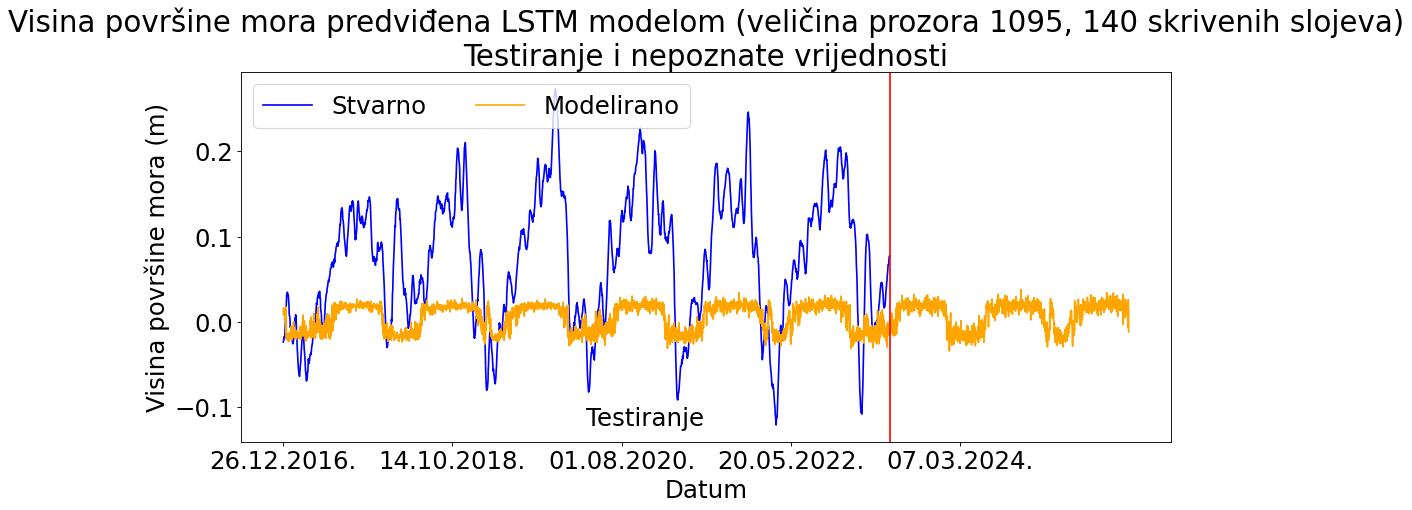 Visina površine mora predviđena LSTM modelom (veličina prozora 1095, 140 skrivenih slojeva)
Testiranje i nepoznate vrijednosti
Stvarno Modelirano
Visina površine mora (m)
0.2
0.1
0.0
−0.1
Testiranje
26.12.2016. 14.10.2018. 01.08.2020. 20.05.2022. 07.03.2024.
Datum